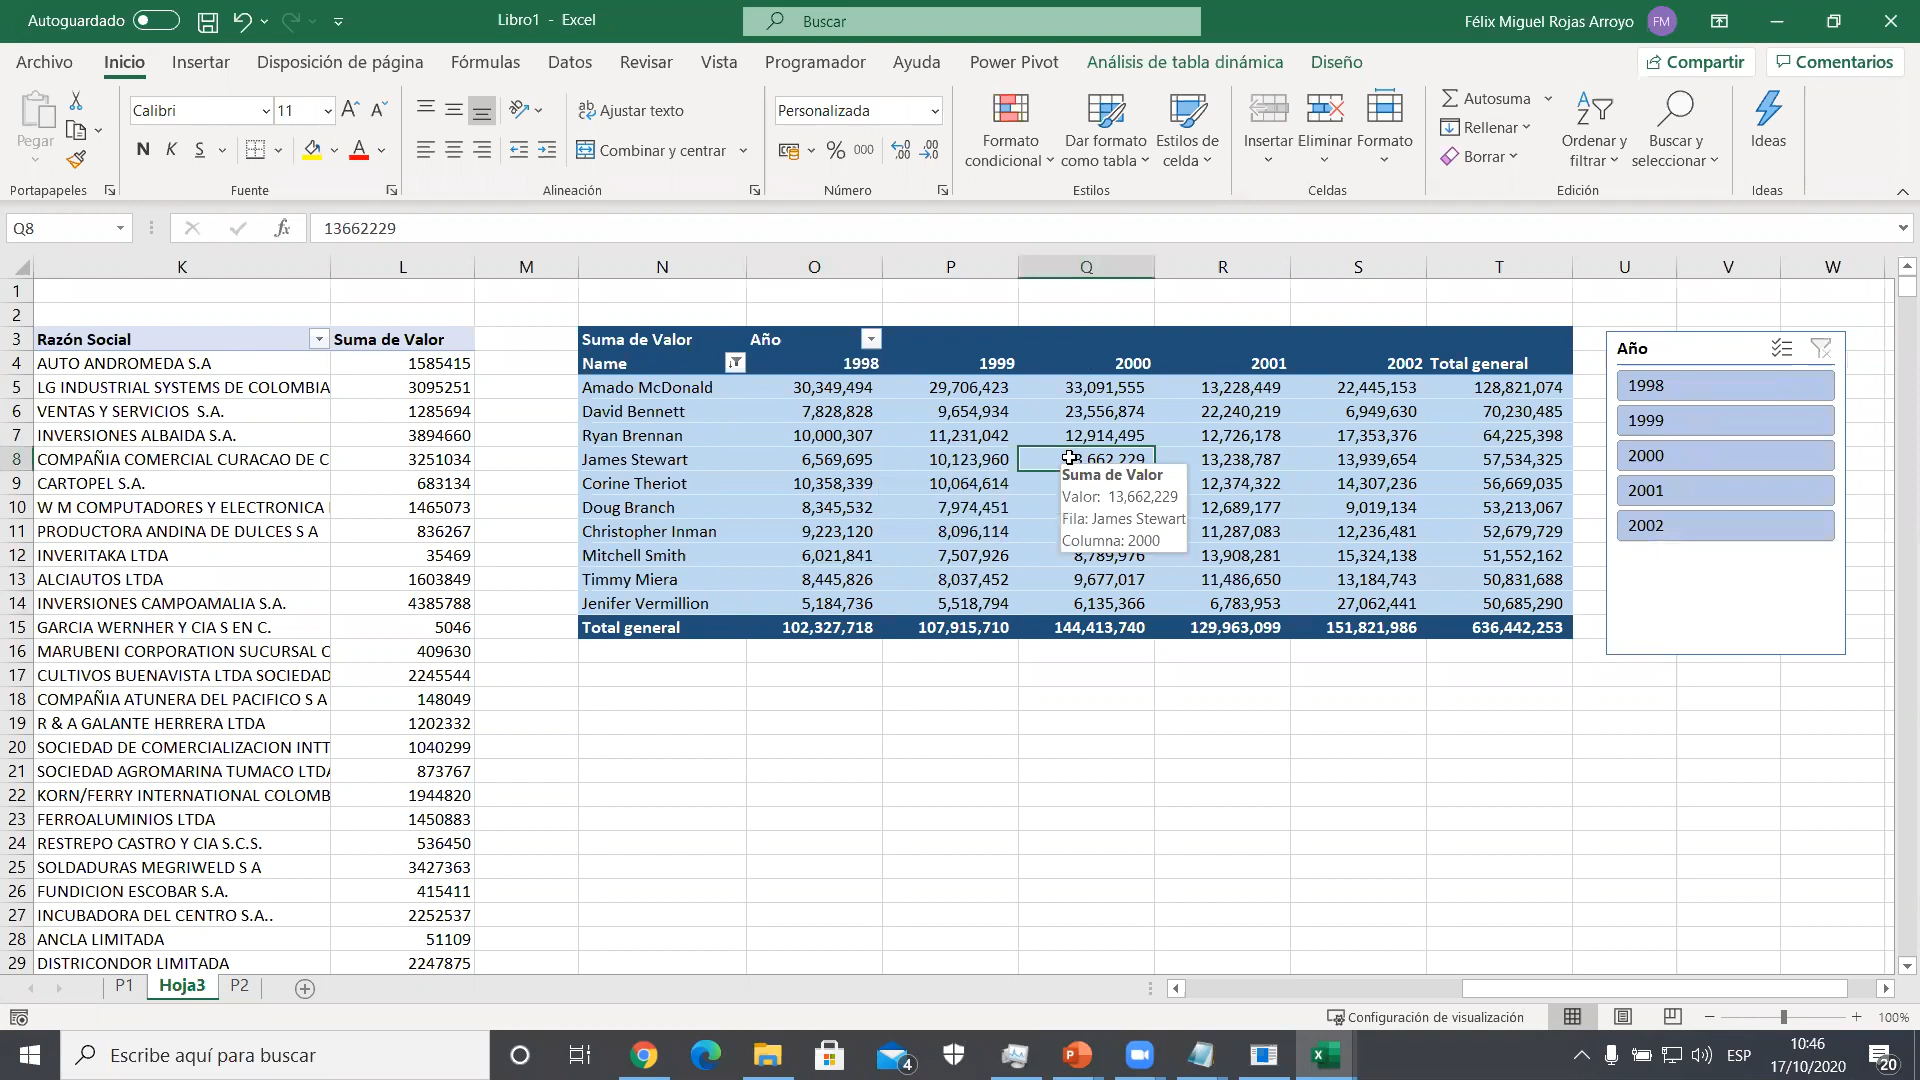 Autoguardado
Libro1 - Excel
Buscar
Félix Miguel Rojas Arroyo FM
Archivo Inicio Insertar Disposición de página Fórmulas Datos Revisar Vista Programador Ayuda Power Pivot Análisis de tabla dinámica Diseño Compartir Comentarios
Pegar
Calibri 11
N K S
Ajustar texto
Combinar y centrar
Personalizada
% 000
Formato condicional
Dar formato como tabla
Estilos de celda
Insertar Eliminar Formato
Autosuma
Rellenar
Borrar
Ordenar y filtrar
Buscar y seleccionar
Ideas
Portapapeles Fuente Alineación Número Estilos Celdas Edición Ideas
Q8 fx 13662229
K L M N O P Q R S T U V W
1
2
3 Razón Social Suma de Valor Suma de Valor Año
4 AUTO ANDROMEDA S.A 1585415 Name 1998 1999 2000 2001 2002 Total general
5 LG INDUSTRIAL SYSTEMS DE COLOMBIA 3095251 Amado McDonald 30,349,494 29,706,423 33,091,555 13,228,449 22,445,153 128,821,074
6 VENTAS Y SERVICIOS S.A. 1285694 David Bennett 7,828,828 9,654,934 23,556,874 22,240,219 6,949,630 70,230,485
7 INVERSIONES ALBAIDA S.A. 3894660 Ryan Brennan 10,000,307 11,231,042 12,914,495 12,726,178 17,353,376 64,225,398
8 COMPAÑIA COMERCIAL CURACAO DE C 3251034 James Stewart 6,569,695 10,123,960 3,662,229 13,238,787 13,939,654 57,534,325
9 CARTOPEL S.A. 683134 Corine Theriot 10,358,339 10,064,614 12,374,322 14,307,236 56,669,035
10 W M COMPUTADORES Y ELECTRONICA 1465073 Doug Branch 8,345,532 7,974,451 12,689,177 9,019,134 53,213,067
11 PRODUCTORA ANDINA DE DULCES S A 836267 Christopher Inman 9,223,120 8,096,114 11,287,083 12,236,481 52,679,729
12 INVERITAKA LTDA 35469 Mitchell Smith 6,021,841 7,507,926 8,789,976 13,908,281 15,324,138 51,552,162
13 ALCIAUTOS LTDA 1603849 Timmy Miera 8,445,826 8,037,452 9,677,017 11,486,650 13,184,743 50,831,688
14 INVERSIONES CAMPOAMALIA S.A. 4385788 Jenifer Vermillion 5,184,736 5,518,794 6,135,366 6,783,953 27,062,441 50,685,290
15 GARCIA WERNHER Y CIA S EN C. 5046 Total general 102,327,718 107,915,710 144,413,740 129,963,099 151,821,986 636,442,253
16 MARUBENI CORPORATION SUCURSAL C 409630
17 CULTIVOS BUENAVISTA LTDA SOCIEDAD 2245544
18 COMPAÑIA ATUNERA DEL PACIFICO S A 148049
19 R & A GALANTE HERRERA LTDA 1202332
20 SOCIEDAD DE COMERCIALIZACION INTT 1040299
21 SOCIEDAD AGROMARINA TUMACO LTDA 873767
22 KORN/FERRY INTERNATIONAL COLOMB 1944820
23 FERROALUMINIOS LTDA 1450883
24 RESTREPO CASTRO Y CIA S.C.S. 536450
25 SOLDADURAS MEGRIWELD S A 3427363
26 FUNDICION ESCOBAR S.A. 415411
27 INCUBADORA DEL CENTRO S.A.. 2252537
28 ANCLA LIMITADA 51109
29 DISTRICONDOR LIMITADA 2247875
Suma de Valor
Valor: 13,662,229
Fila: James Stewart
Columna: 2000
Año
1998
1999
2000
2001
2002
P1 Hoja3 P2
Configuración de visualización 100%
Escribe aquí para buscar
4
ESP
10:46
17/10/2020
20